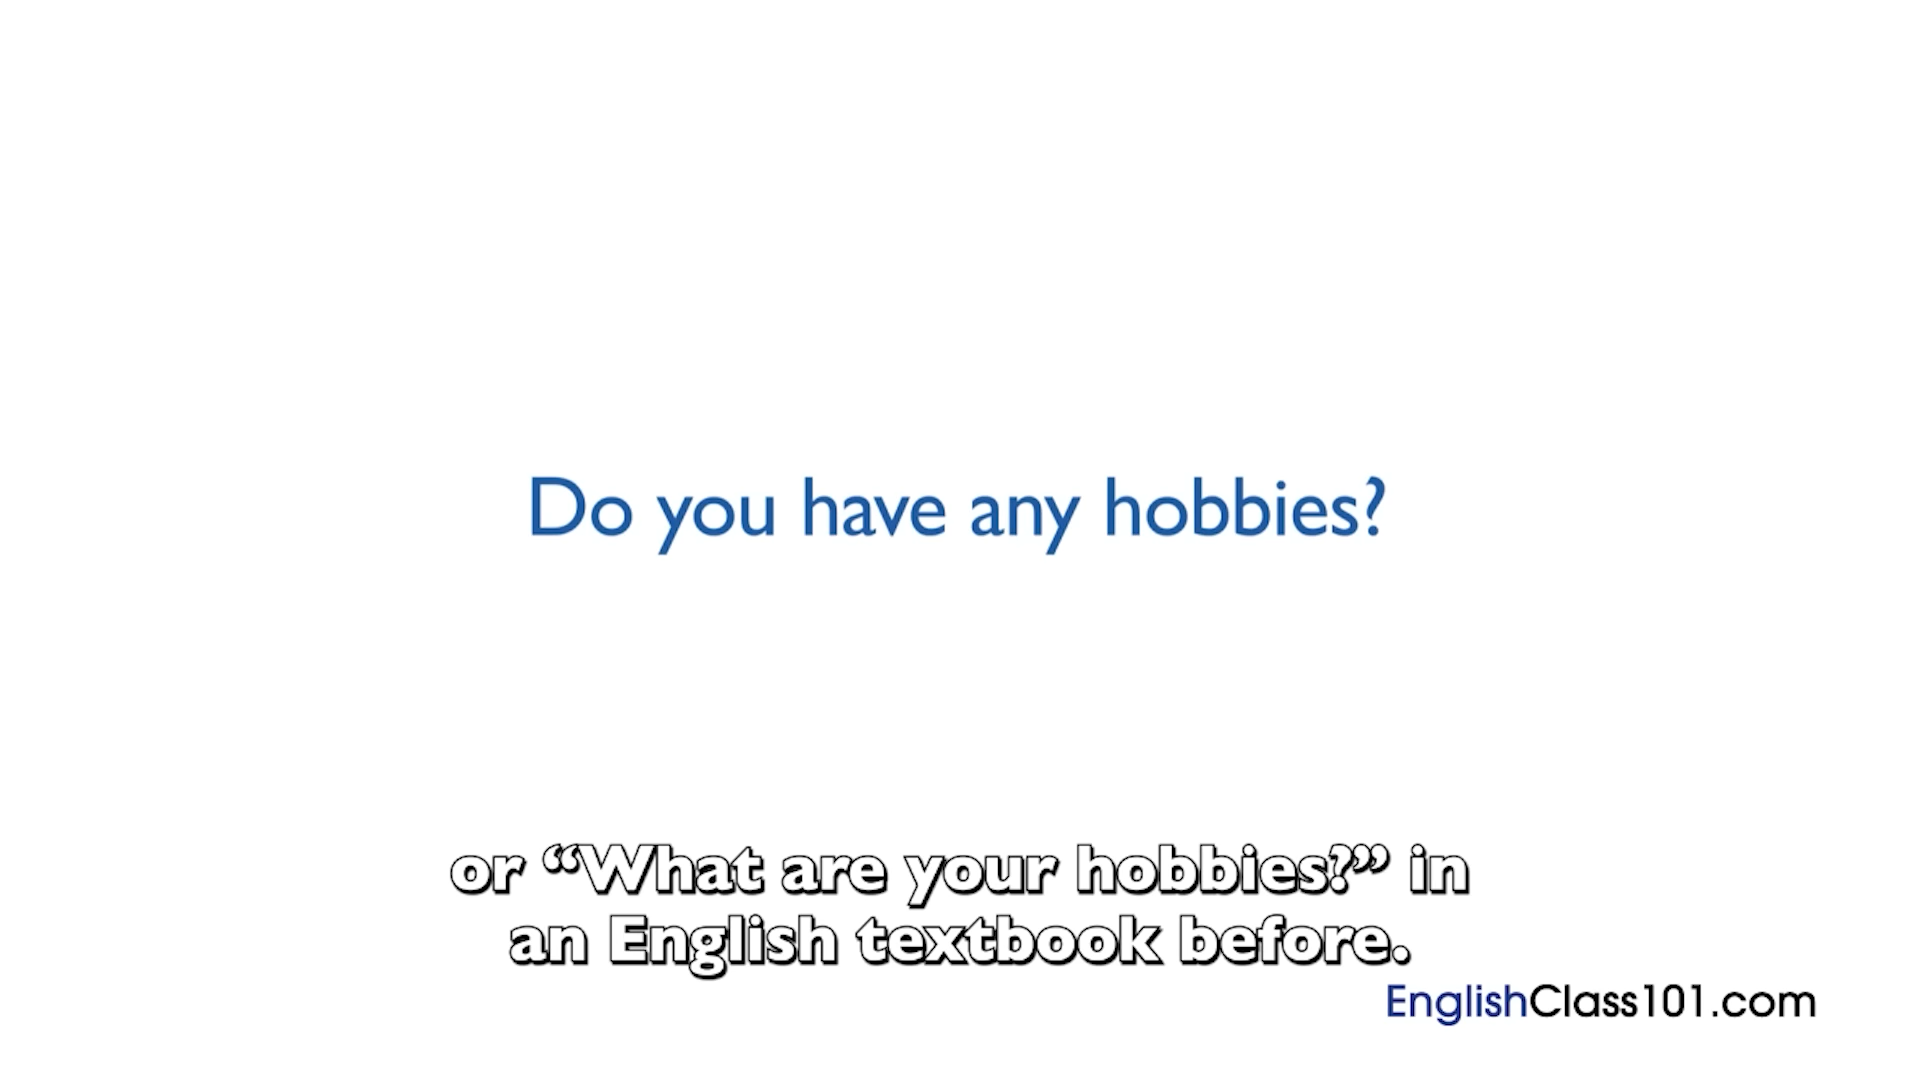 Do you have any hobbies?
or “What are your hobbies?” in
an English textbook before.
EnglishClass101.com